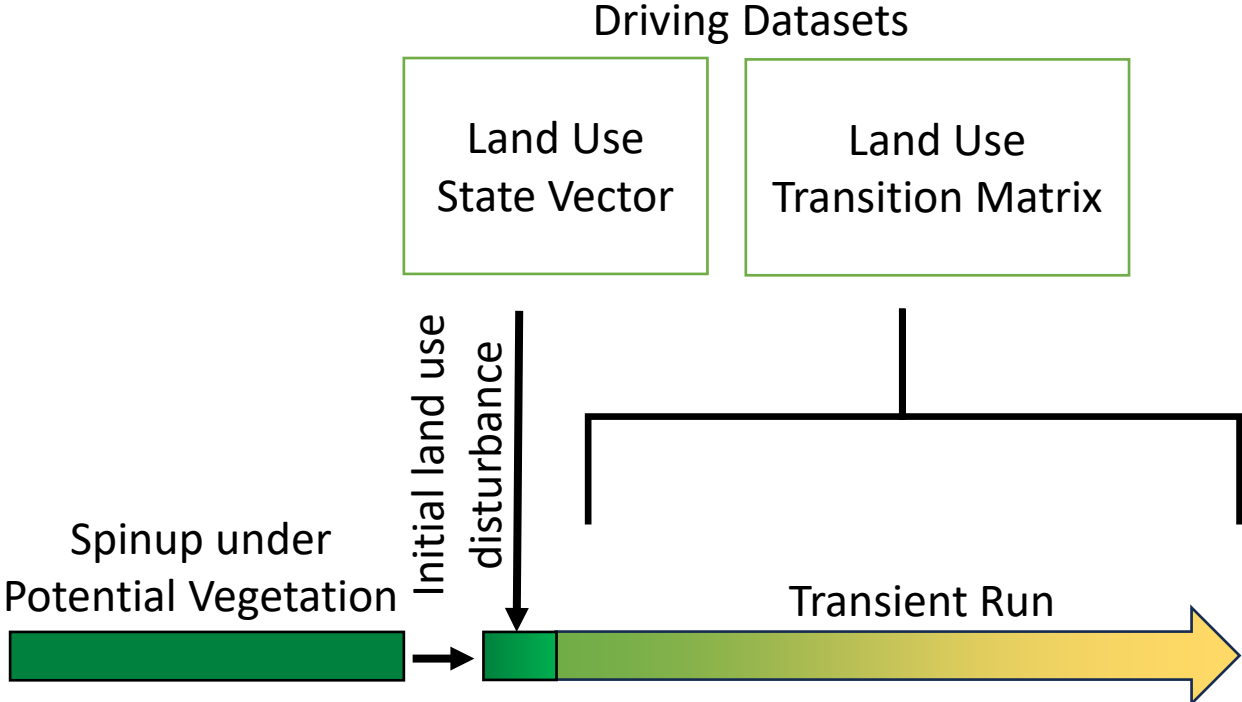 Driving Datasets
Land Use
State Vector
Land Use
Transition Matrix
Initial land use
disturbance
Spinup under
Potential Vegetation
Transient Run